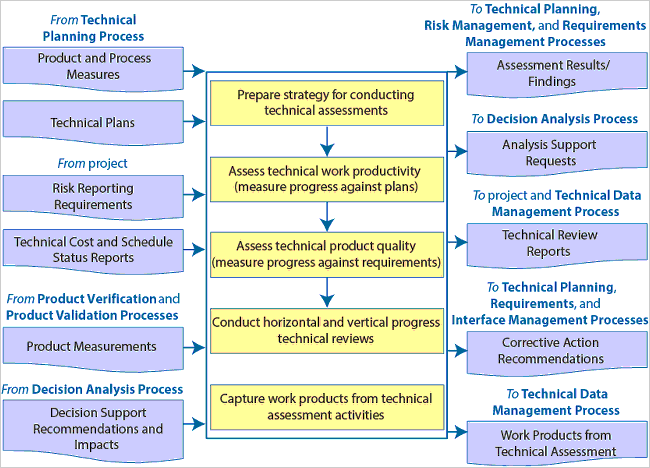 From Technical
Planning Process
Product and Process
Measures
Technical Plans
From project
Risk Reporting
Requirements
Technical Cost and Schedule
Status Reports
From Product Verification and
Product Validation Processes
Product Measurements
From Decision Analysis Process
Decision Support
Recommendations and
Impacts
Prepare strategy for conducting
technical assessments
Assess technical work productivity
(measure progress against plans)
Assess technical product quality
(measure progress against requirements)
Conduct horizontal and vertical progress
technical reviews
Capture work products from technical
assessment activities
To Technical Planning,
Risk Management, and Requirements
Management Processes
Assessment Results/
Findings
To Decision Analysis Process
Analysis Support
Requests
To project and Technical Data
Management Process
Technical Review
Reports
To Technical Planning,
Requirements, and
Interface Management Processes
Corrective Action
Recommendations
To Technical Data
Management Process
Work Products from
Technical Assessment